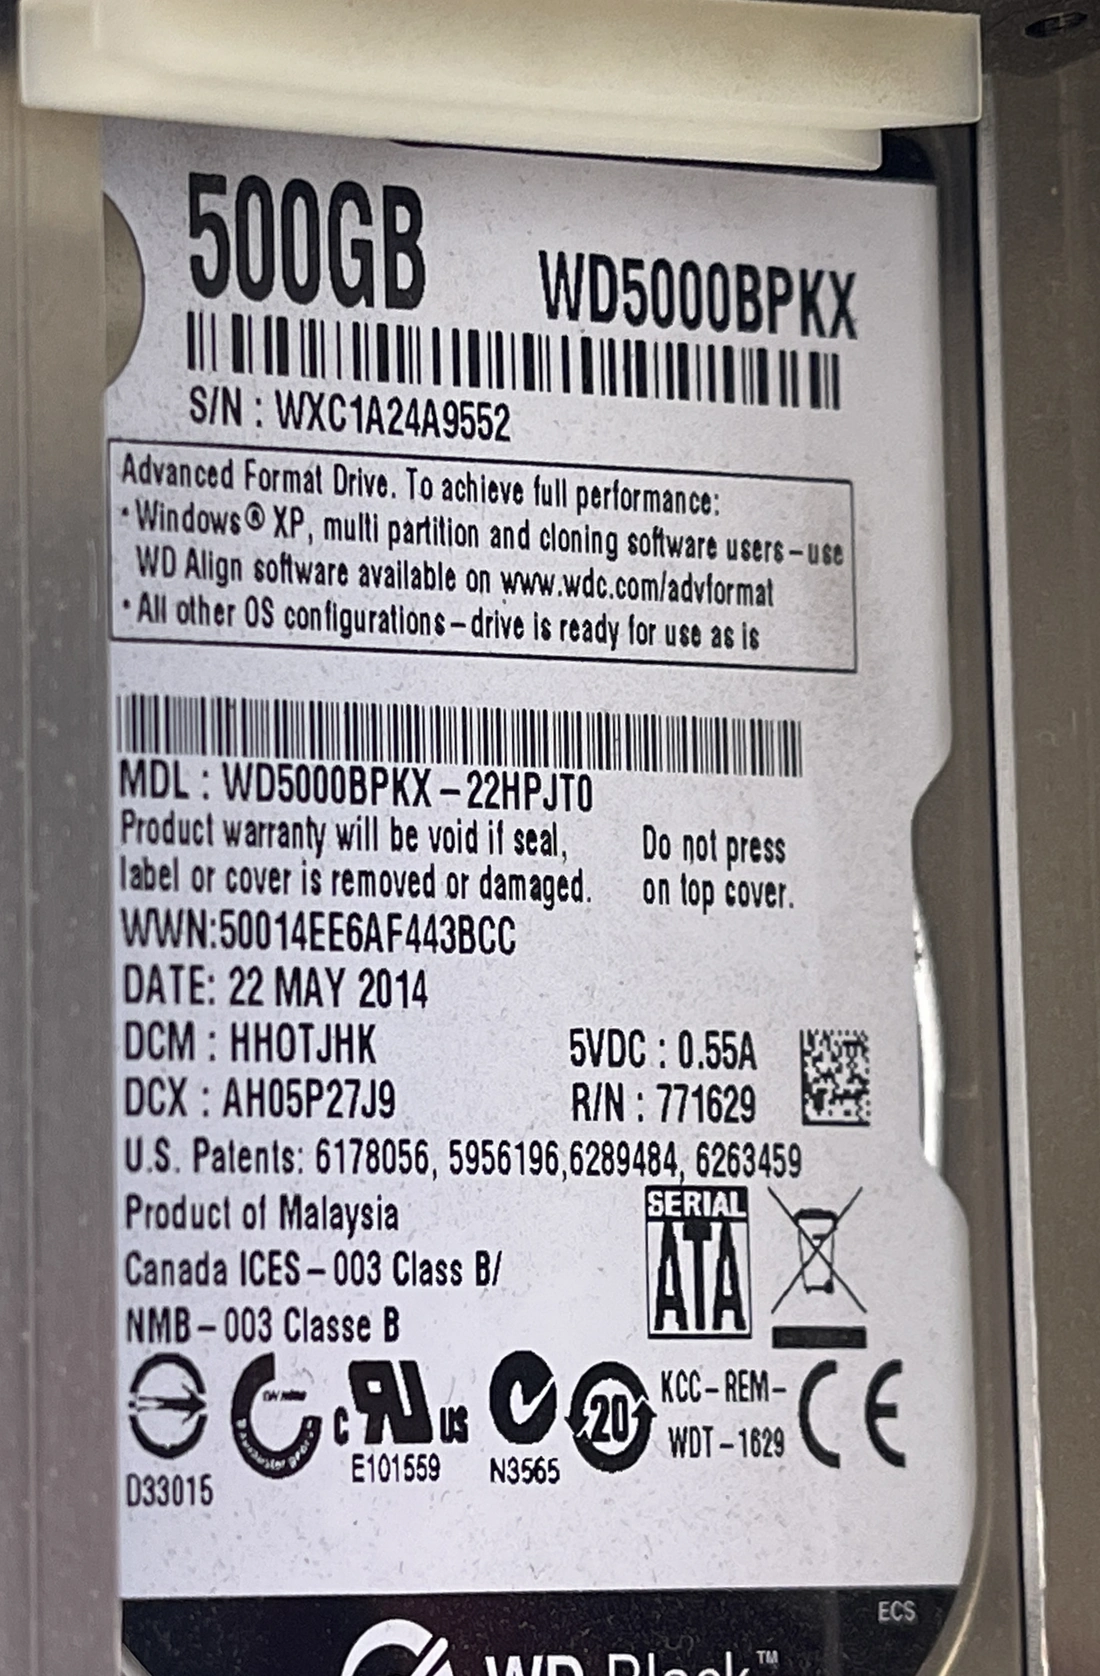 500GB
WD5000BPKX
S/N : WXC1A24A9552
Advanced Format Drive. To achieve full performance:
• Windows® XP, multi partition and cloning software users – use
WD Align software available on www.wdc.com/advformat
• All other OS configurations – drive is ready for use as is
MDL : WD5000BPKX – 22HPJT0
Product warranty will be void if seal,
label or cover is removed or damaged.
Do not press
on top cover.
WWN:50014EE6AF443BCC
DATE: 22 MAY 2014
DCM : HHOTJHK
DCX : AH05P27J9
5VDC : 0.55A
R/N : 771629
U.S. Patents: 6178056, 5956196,6289484, 6263459
Product of Malaysia
Canada ICES – 003 Class B/
NMB – 003 Classe B
SERIAL
ATA
D33015
c RU US
E101559
N3565
20
KCC – REM –
WDT – 1629
CE
ECS
WD Black™